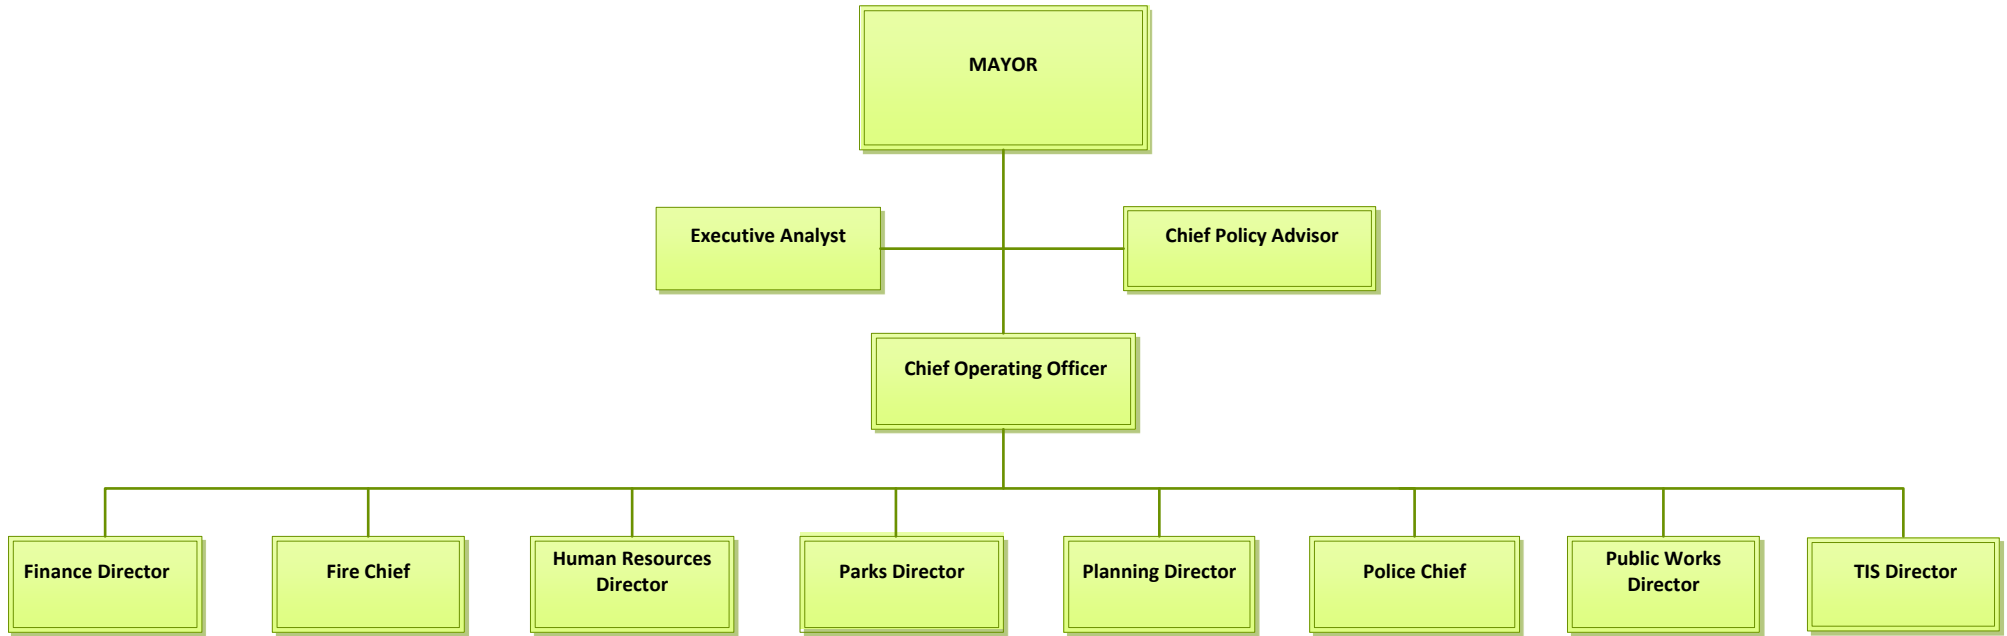 MAYOR
Executive Analyst
Chief Policy Advisor
Chief Operating Officer
Finance Director
Fire Chief
Human Resources
Director
Parks Director
Planning Director
Police Chief
Public Works
Director
TIS Director